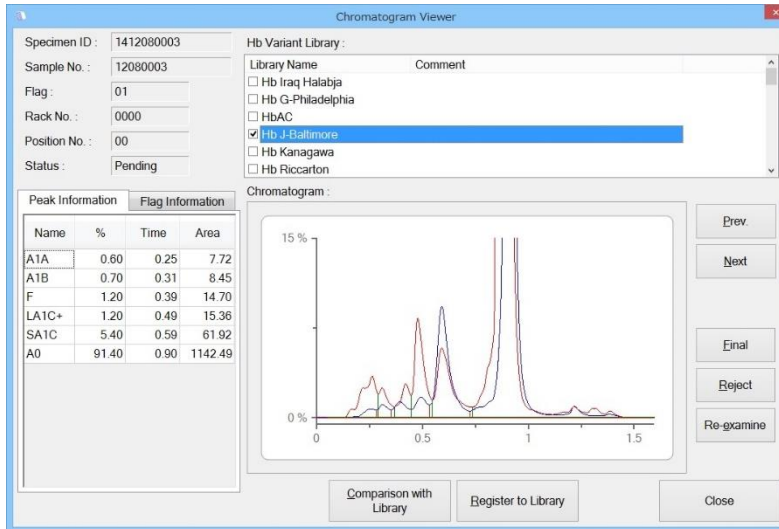 Chromatogram Viewer
Specimen ID : 1412080003
Sample No. : 12080003
Flag : 01
Rack No. : 0000
Position No. : 00
Status : Pending
Hb Variant Library :
Library Name Comment
Hb Iraq Halabja
Hb G-Philadelphia
HbAC
Hb J-Baltimore
Hb Kanagawa
Hb Riccarton
Peak Information Flag Information
Name % Time Area
A1A 0.60 0.25 7.72
A1B 0.70 0.31 8.45
F 1.20 0.39 14.70
LA1C+ 1.20 0.49 15.36
SA1C 5.40 0.59 61.92
A0 91.40 0.90 1142.49
Chromatogram :
15 %
0 %
0 0.5 1 1.5
Prev.
Next
Final
Reject
Re-examine
Comparison with
Library
Register to Library
Close